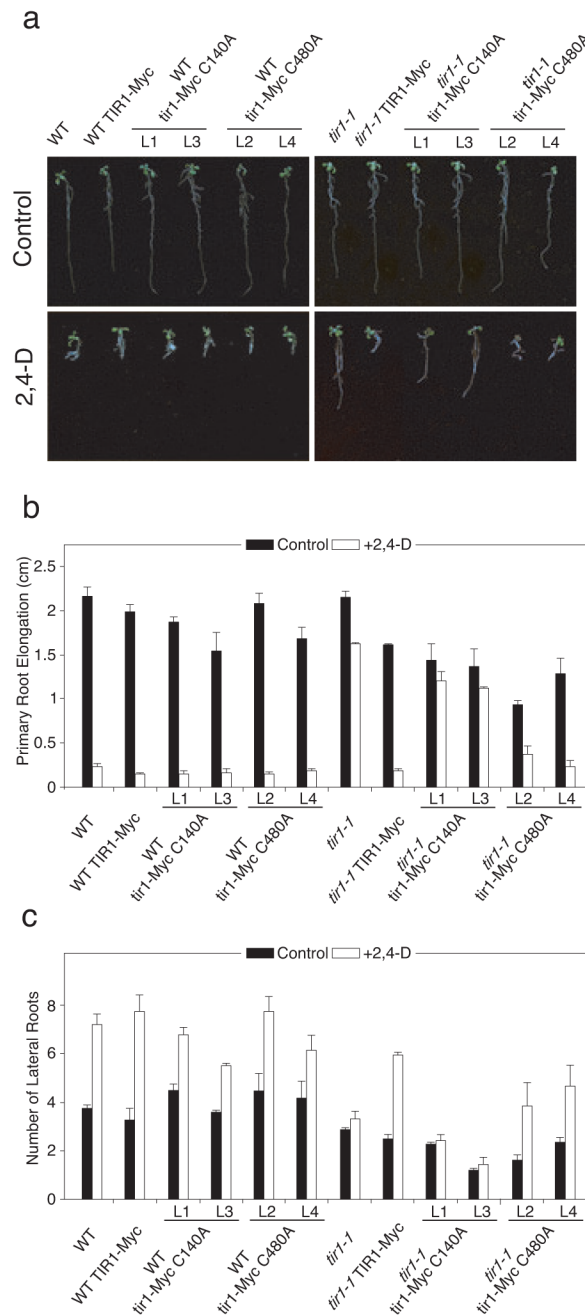 a
WT
WT TIR1-Myc
WT
tir1-Myc C140A
WT
tir1-Myc C480A
tir1-1
tir1-1 TIR1-Myc
tir1-1
tir1-Myc C140A
tir1-1
tir1-Myc C480A
L1 L3 L2 L4 L1 L3 L2 L4
Control
2,4-D
b
Control +2,4-D
Primary Root Elongation (cm)
2.5
2
1.5
1
0.5
0
L1 L3 L2 L4 L1 L3 L2 L4
WT
WT TIR1-Myc
WT
tir1-Myc C140A
WT
tir1-Myc C480A
tir1-1
tir1-1 TIR1-Myc
tir1-1
tir1-Myc C140A
tir1-1
tir1-Myc C480A
c
Control +2,4-D
Number of Lateral Roots
8
6
4
2
0
L1 L3 L2 L4 L1 L3 L2 L4
WT
WT TIR1-Myc
WT
tir1-Myc C140A
WT
tir1-Myc C480A
tir1-1
tir1-1 TIR1-Myc
tir1-1
tir1-Myc C140A
tir1-1
tir1-Myc C480A